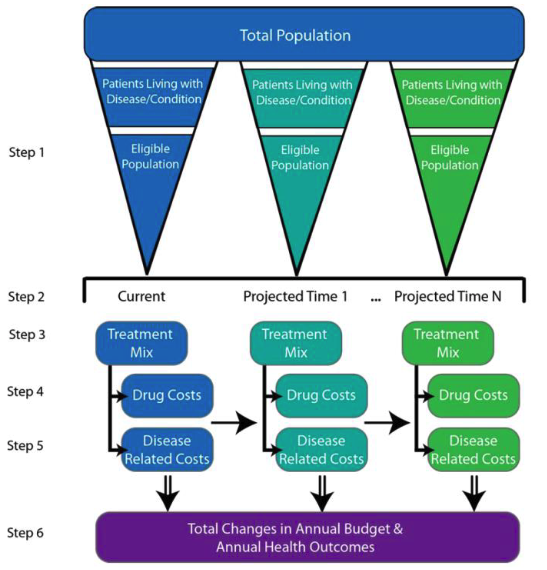 Total Population
Patients Living with
Disease/Condition
Patients Living with
Disease/Condition
Patients Living with
Disease/Condition
Step 1
Eligible
Population
Eligible
Population
Eligible
Population
Step 2
Current
Projected Time 1
...
Projected Time N
Step 3
Treatment
Mix
Treatment
Mix
Treatment
Mix
Step 4
Drug Costs
Drug Costs
Drug Costs
Step 5
Disease
Related Costs
Disease
Related Costs
Disease
Related Costs
Step 6
Total Changes in Annual Budget &
Annual Health Outcomes